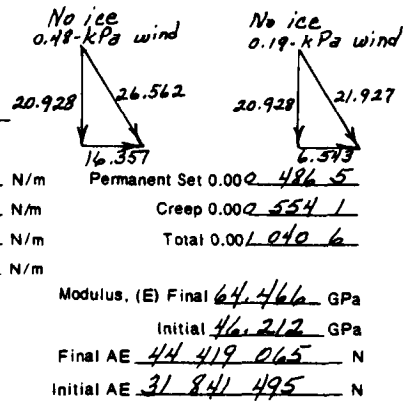 No ice No ice
0.48-kPa wind 0.19-kPa wind
20.928 26.562 20.928 21.927
16.357 6.543
N/m Permanent Set 0.000 486 5
N/m Creep 0.000 554 1
N/m Total 0.001 040 6
N/m
Modulus, (E) Final 64.466 GPa
Initial 46.212 GPa
Final AE 44 419 065 N
Initial AE 31 841 495 N